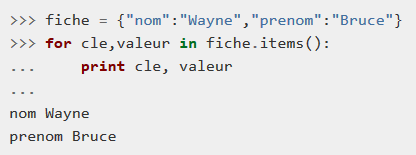 >>> fiche = {"nom":"Wayne","prenom":"Bruce"}
>>> for cle,valeur in fiche.items():
...     print cle, valeur
...
nom Wayne
prenom Bruce